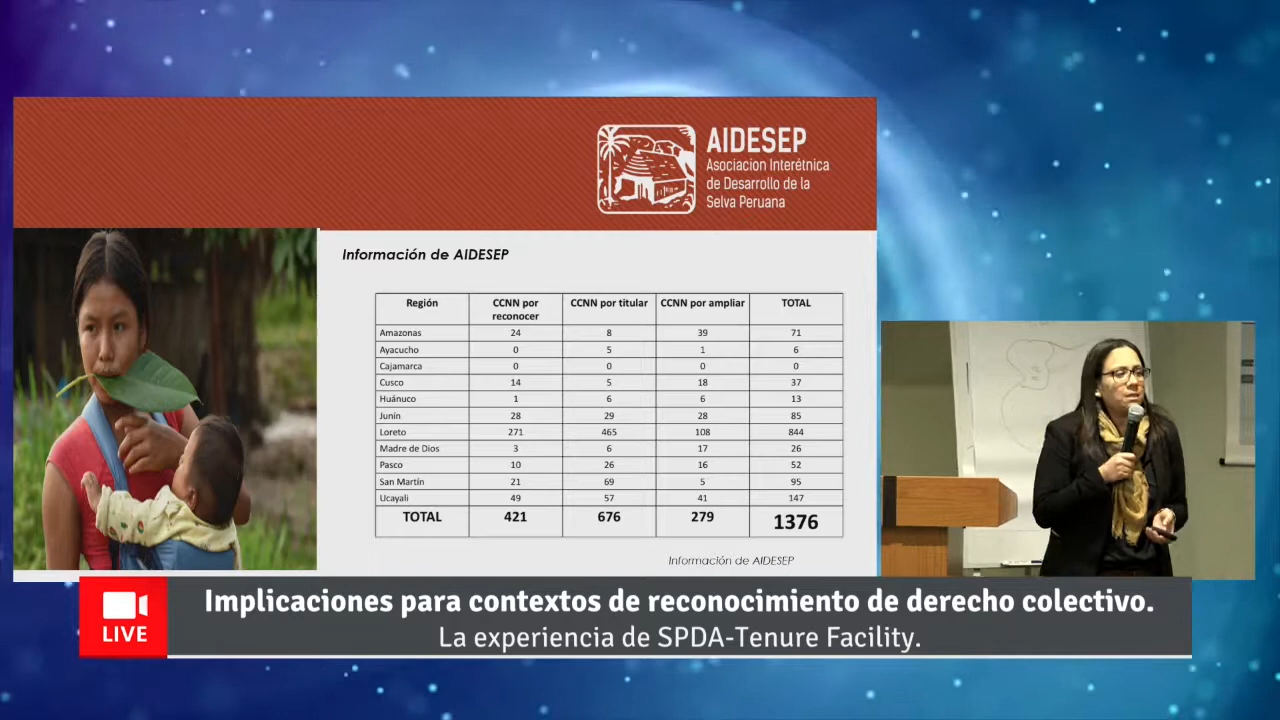 AIDESEP
Asociacion Interétnica
de Desarrollo de la
Selva Peruana
Información de AIDESEP
Región CCNN por reconocer CCNN por titular CCNN por ampliar TOTAL
Amazonas 24 8 39 71
Ayacucho 0 5 1 6
Cajamarca 0 0 0 0
Cusco 14 5 18 37
Huánuco 1 6 6 13
Junín 28 29 28 85
Loreto 271 465 108 844
Madre de Dios 3 6 17 26
Pasco 10 26 16 52
San Martín 21 69 5 95
Ucayali 49 57 41 147
TOTAL 421 676 279 1376
Información de AIDESEP
LIVE
Implicaciones para contextos de reconocimiento de derecho colectivo.
La experiencia de SPDA-Tenure Facility.